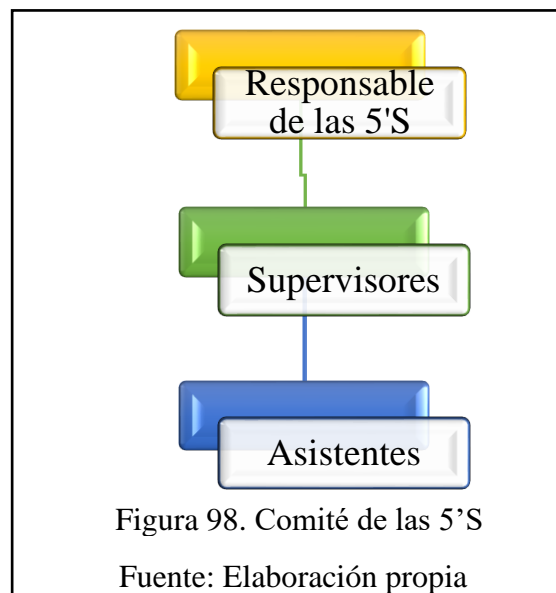 Responsable
de las 5'S
Supervisores
Asistentes
Figura 98. Comité de las 5’S
Fuente: Elaboración propia